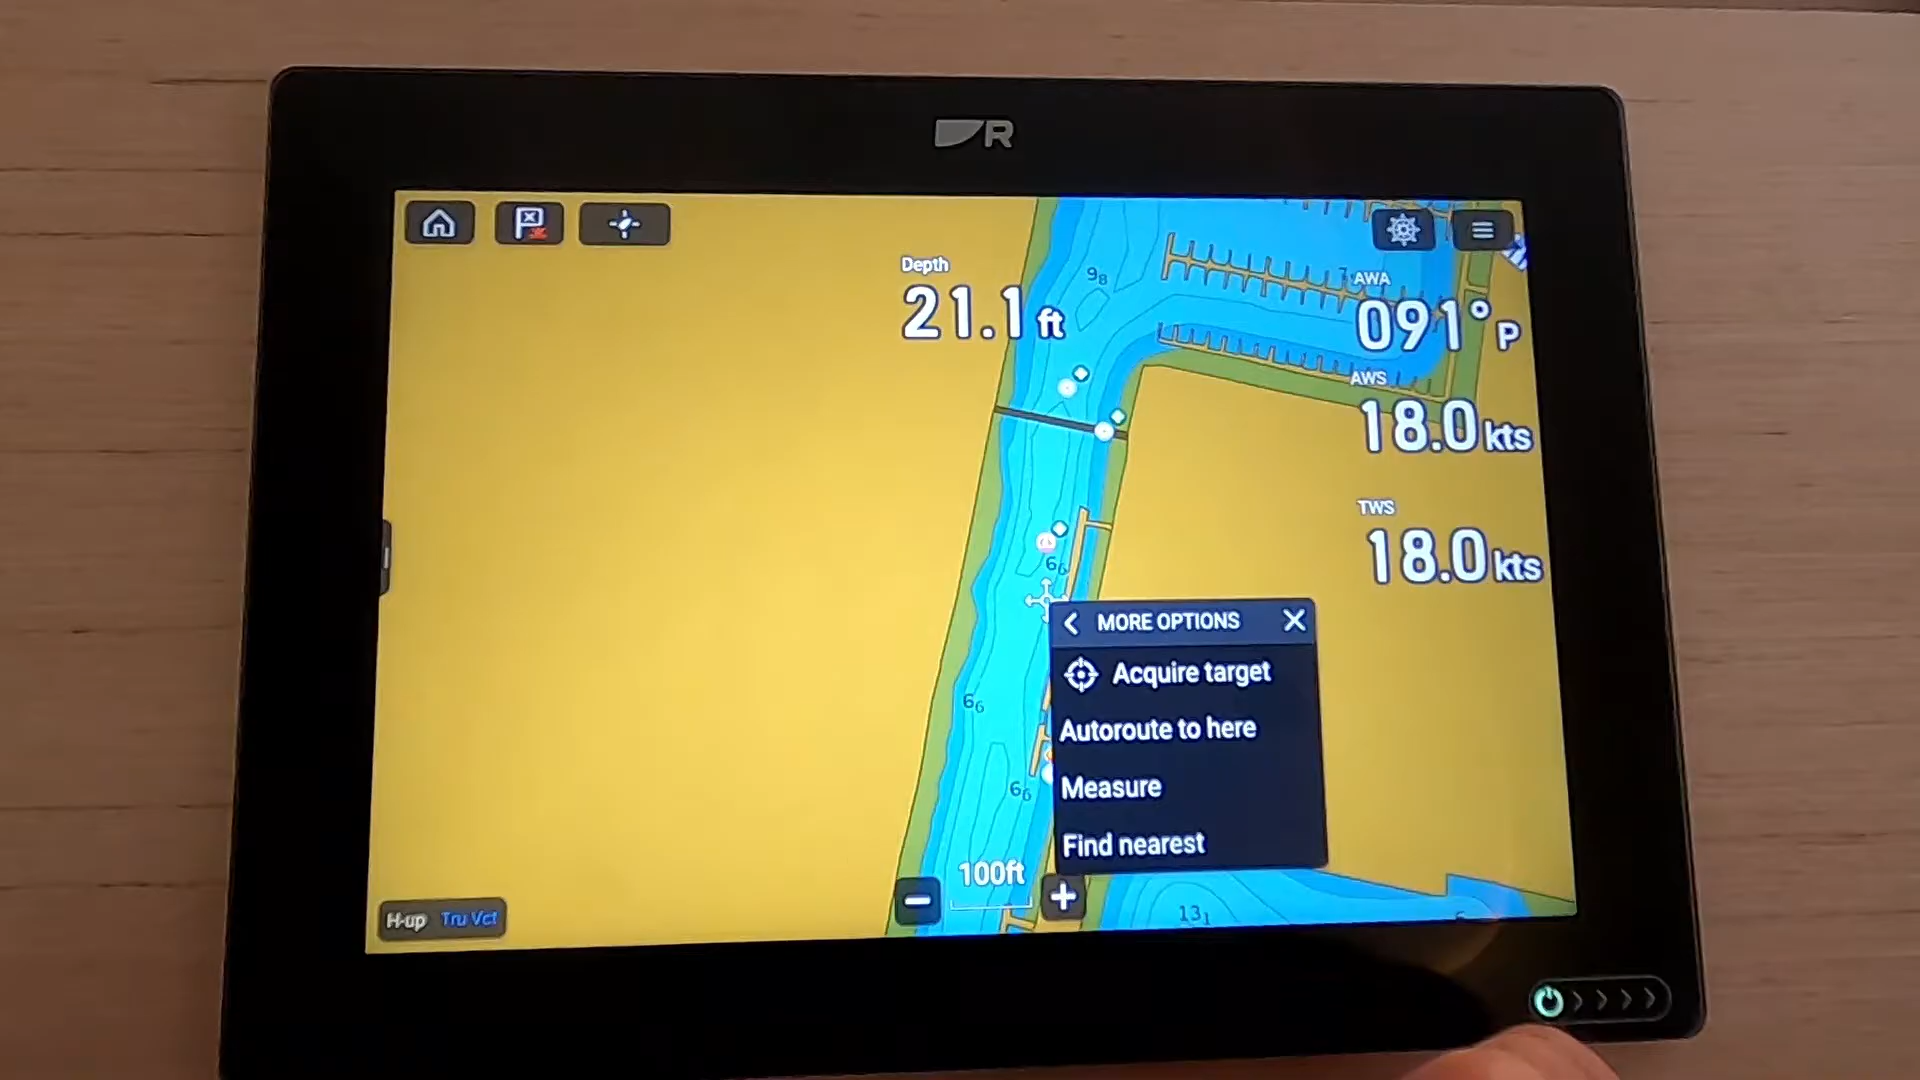 R
Depth
21.1 ft
9₈
7
AWA
091° P
AWS
18.0 kts
TWS
18.0 kts
6₆
MORE OPTIONS
Acquire target
Autoroute to here
Measure
Find nearest
6₆
6₆
100ft
13₁
H-up Tru Vct